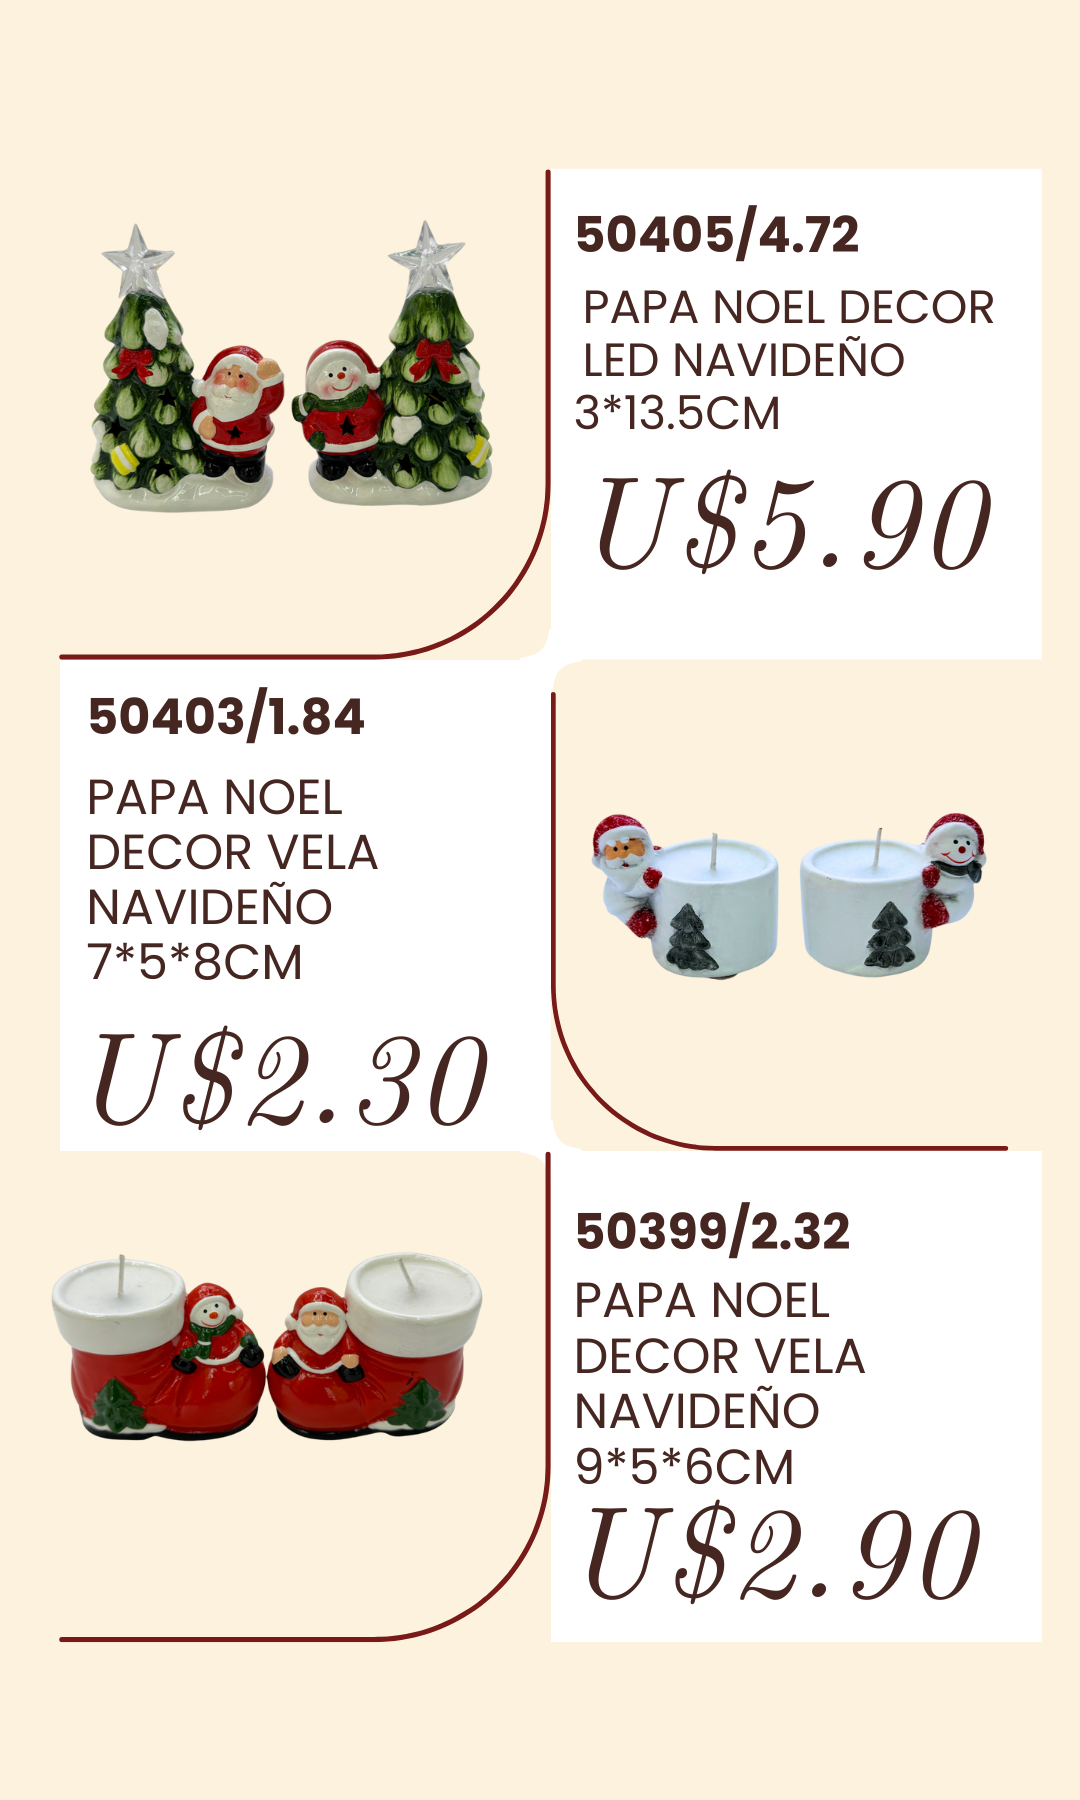 50405/4.72
PAPA NOEL DECOR
LED NAVIDEÑO
3*13.5CM
U$5.90
50403/1.84
PAPA NOEL
DECOR VELA
NAVIDEÑO
7*5*8CM
U$2.30
50399/2.32
PAPA NOEL
DECOR VELA
NAVIDEÑO
9*5*6CM
U$2.90